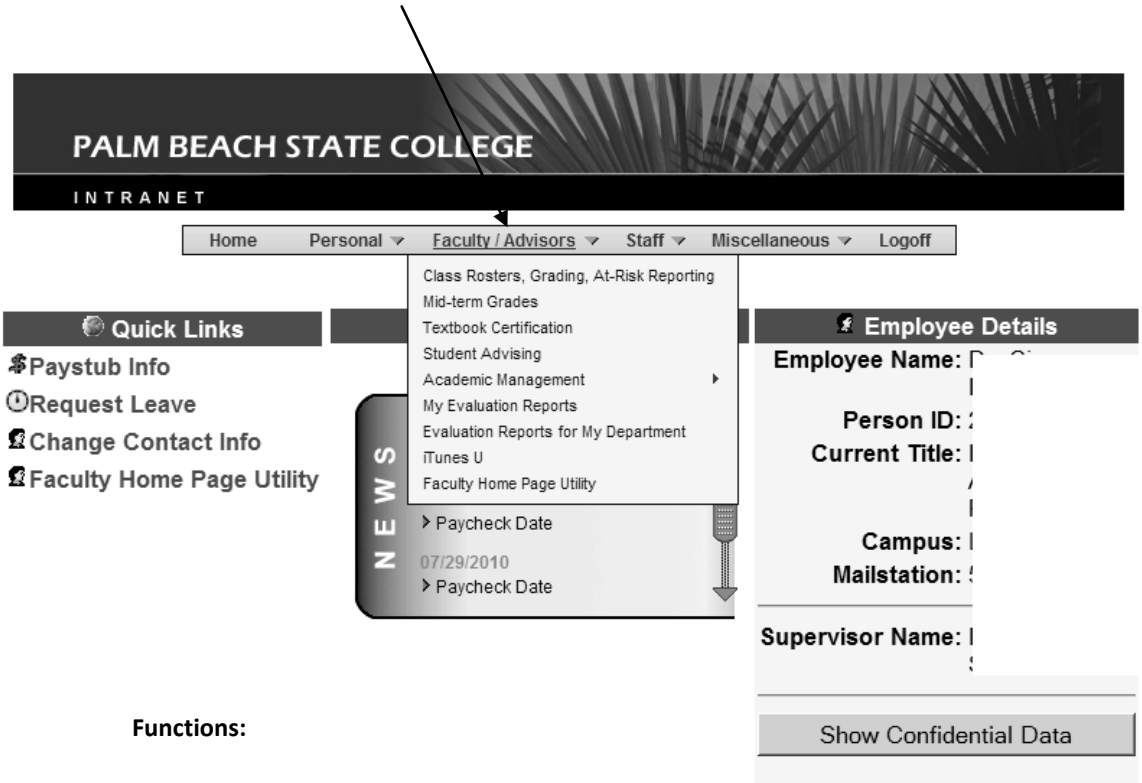 PALM BEACH STATE COLLEGE
INTRANET
Home Personal Faculty / Advisors Staff Miscellaneous Logoff
Class Rosters, Grading, At-Risk Reporting
Mid-term Grades
Textbook Certification
Student Advising
Academic Management
My Evaluation Reports
Evaluation Reports for My Department
iTunes U
Faculty Home Page Utility
Quick Links
Paystub Info
Request Leave
Change Contact Info
Faculty Home Page Utility
NEWS
Paycheck Date
07/29/2010
Paycheck Date
Employee Details
Employee Name:
Person ID:
Current Title:
Campus:
Mailstation:
Supervisor Name:
Show Confidential Data
Functions: